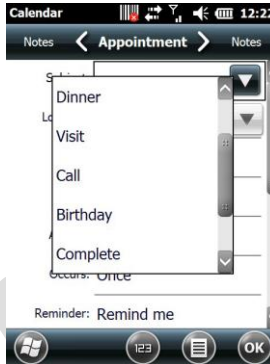 Calendar 12:2
Notes Appointment Notes
Dinner
Visit
Call
Birthday
Complete
Occurs: Once
Reminder: Remind me
123 OK